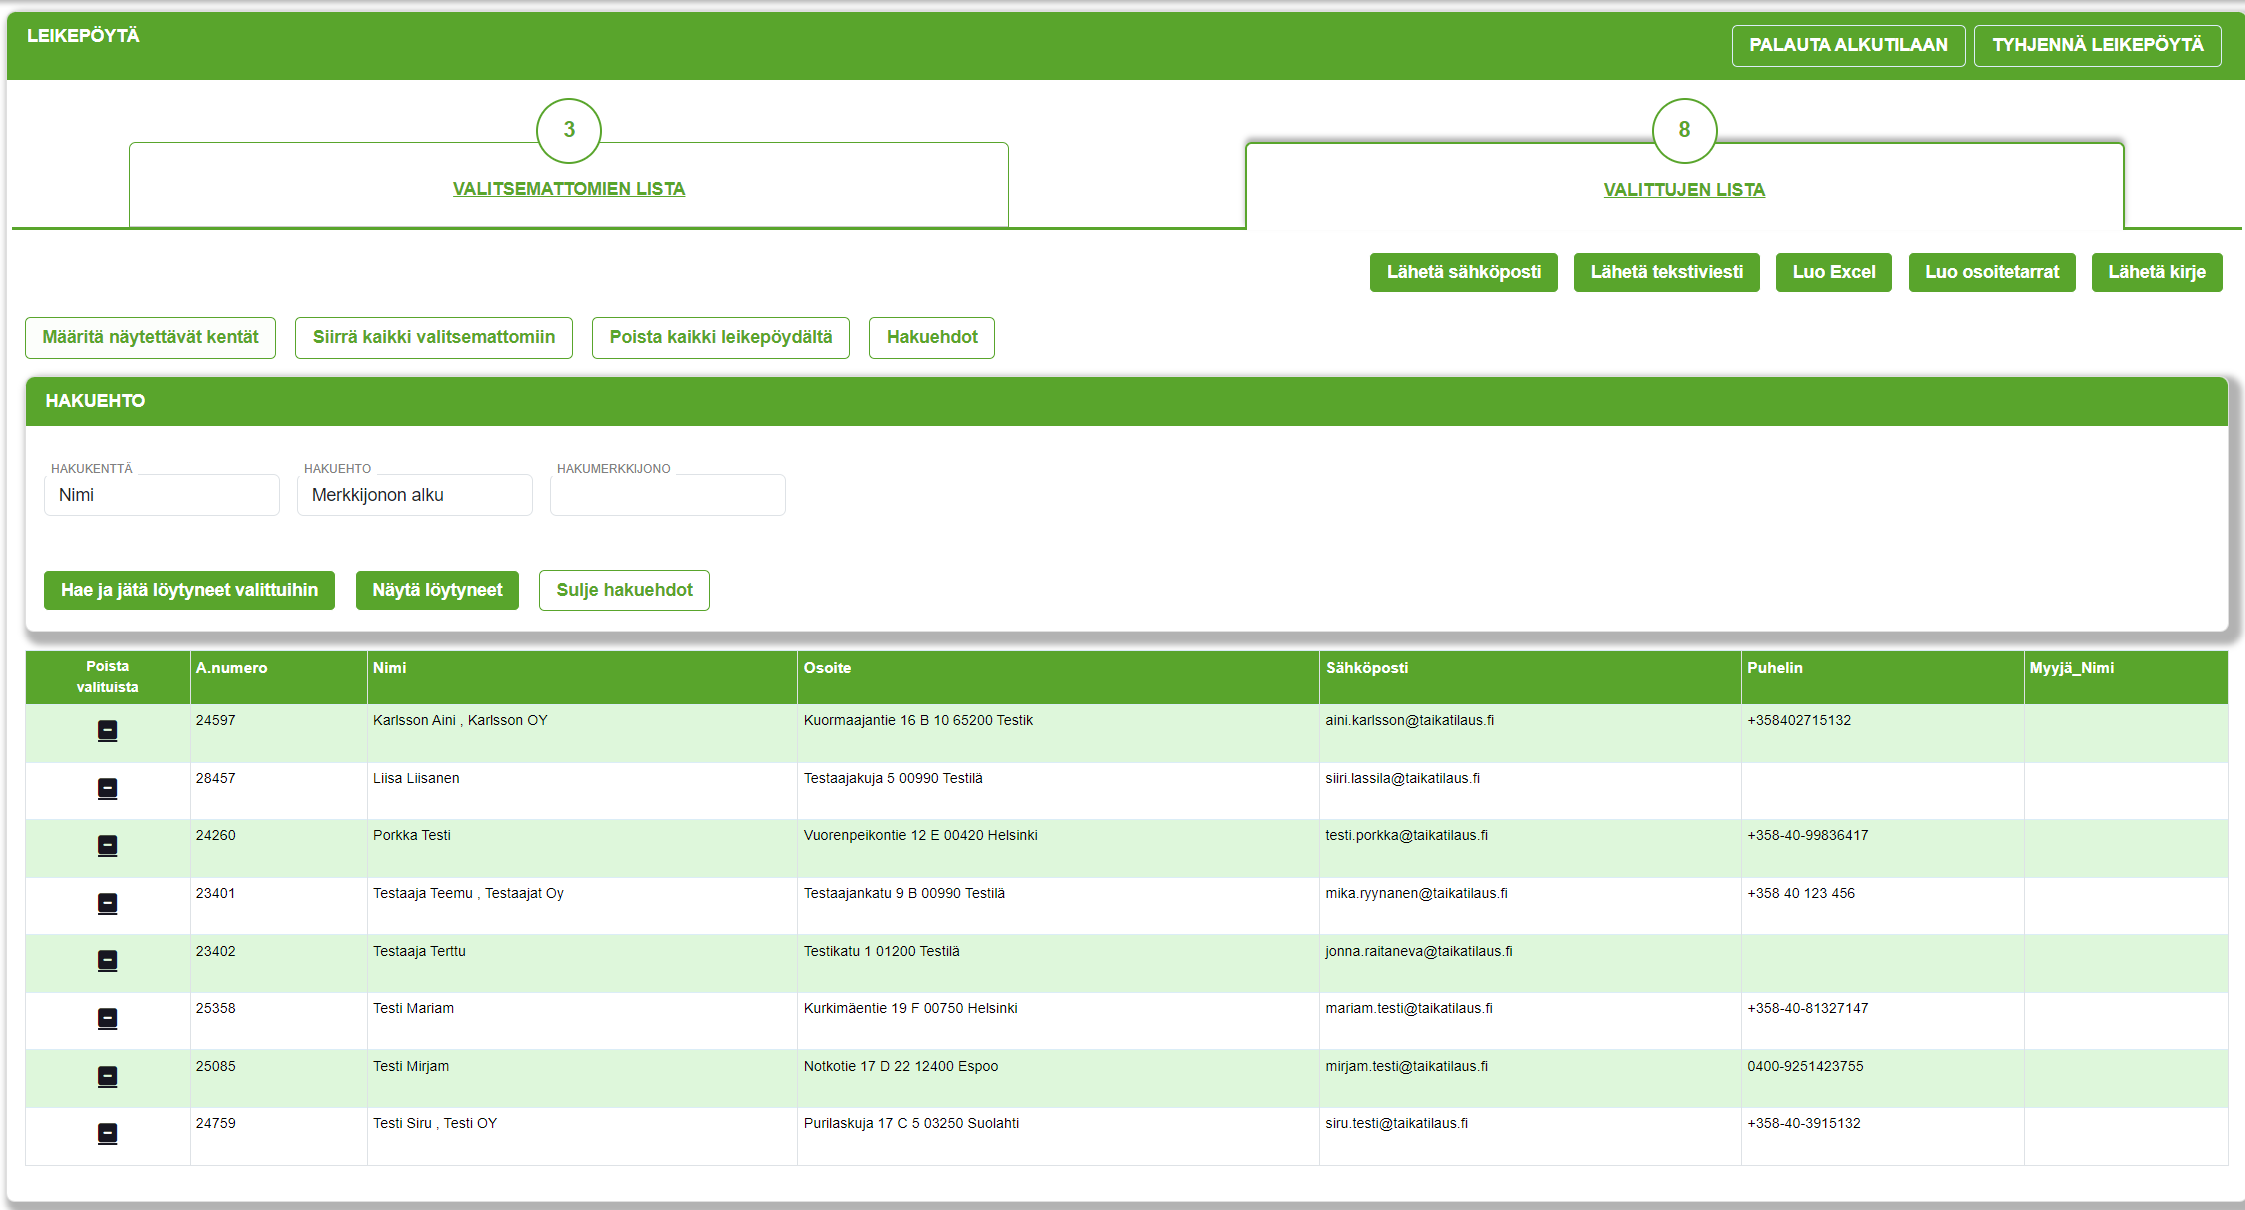 LEIKEPÖYTÄ
PALAUTA ALKUTILAAN TYHJENNÄ LEIKEPÖYTÄ
3 8
VALITSEMATTOMIEN LISTA VALITTUJEN LISTA
Lähetä sähköposti Lähetä tekstiviesti Luo Excel Luo osoitetarrat Lähetä kirje
Määritä näytettävät kentät Siirrä kaikki valitsemattomiin Poista kaikki leikepöydältä Hakuehdot
HAKUEHTO
HAKUKENTTÄ HAKUEHTO HAKUMERKKIJONO
Nimi Merkkijonon alku
Hae ja jätä löytyneet valittuihin Näytä löytyneet Sulje hakuehdot
Poista valituista A.numero Nimi Osoite Sähköposti Puhelin Myyjä_Nimi
24597 Karlsson Aini , Karlsson OY Kuormaajantie 16 B 10 65200 Testik aini.karlsson@taikatilaus.fi +358402715132
28457 Liisa Liisanen Testaajakuja 5 00990 Testilä siiri.lassila@taikatilaus.fi
24260 Porkka Testi Vuorenpeikontie 12 E 00420 Helsinki testi.porkka@taikatilaus.fi +358-40-99836417
23401 Testaaja Teemu , Testaajat Oy Testaajankatu 9 B 00990 Testilä mika.ryynanen@taikatilaus.fi +358 40 123 456
23402 Testaaja Terttu Testikatu 1 01200 Testilä jonna.raitaneva@taikatilaus.fi
25358 Testi Mariam Kurkimäentie 19 F 00750 Helsinki mariam.testi@taikatilaus.fi +358-40-81327147
25085 Testi Mirjam Notkotie 17 D 22 12400 Espoo mirjam.testi@taikatilaus.fi 0400-9251423755
24759 Testi Siru , Testi OY Purilaskuja 17 C 5 03250 Suolahti siru.testi@taikatilaus.fi +358-40-3915132